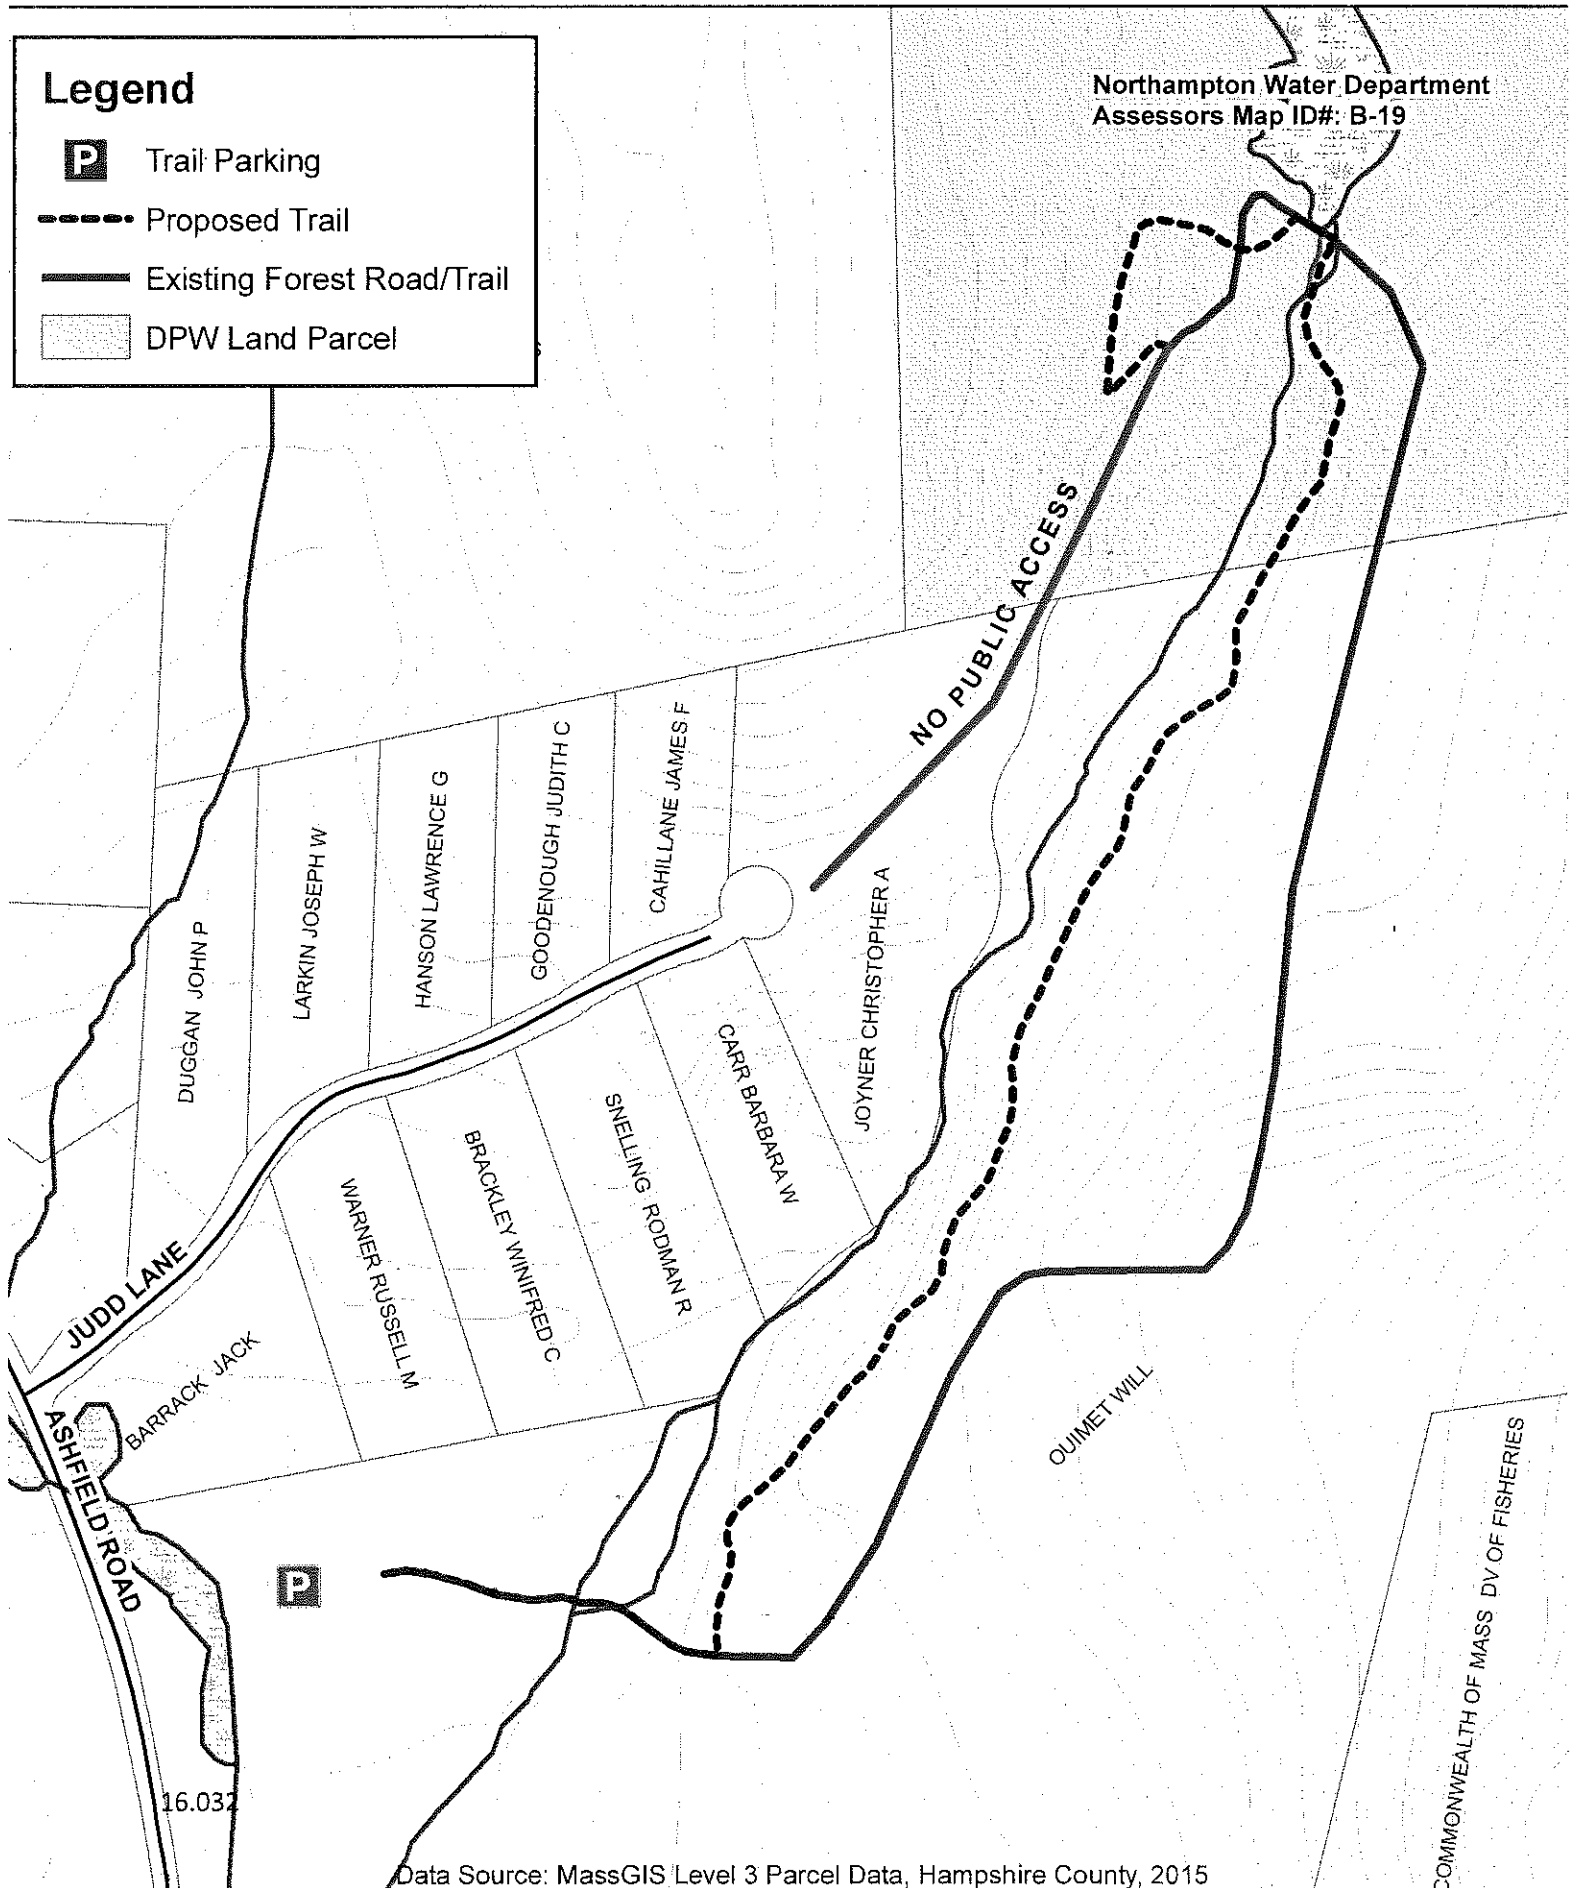 Legend
P Trail Parking
Proposed Trail
Existing Forest Road/Trail
DPW Land Parcel
Northampton Water Department
Assessors Map ID#: B-19
NO PUBLIC ACCESS
DUGGAN JOHN P
LARKIN JOSEPH W
HANSON LAWRENCE G
GOODENOUGH JUDITH C
CAHILLANE JAMES F
JOYNER CHRISTOPHER A
CARR BARBARA W
SNELLING RODMAN R
BRACKLEY WINIFRED C
WARNER RUSSELL M
JUDD LANE
BARRACK JACK
ASHFIELD ROAD
P
OUIMET WILL
COMMONWEALTH OF MASS DV OF FISHERIES
16.032
Data Source: MassGIS Level 3 Parcel Data, Hampshire County, 2015